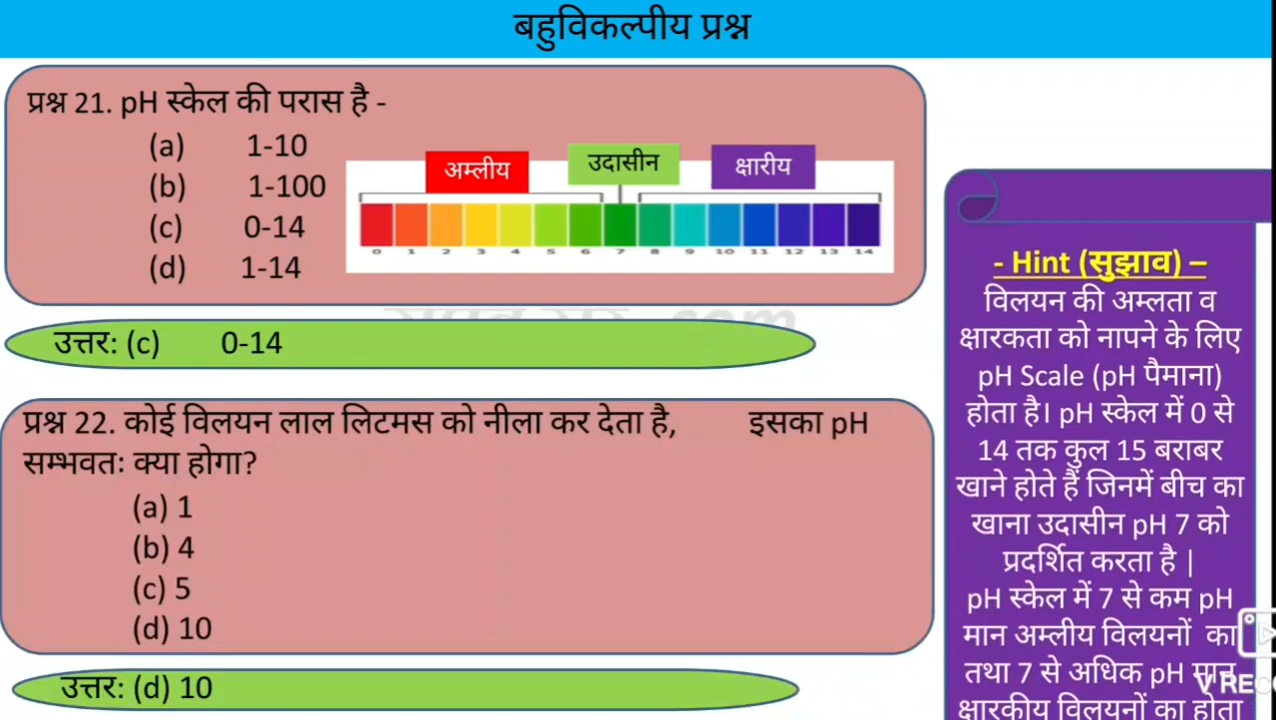 बहुविकल्पीय प्रश्न
प्रश्न 21. pH स्केल की परास है -
(a) 1-10
(b) 1-100
(c) 0-14
(d) 1-14
अम्लीय उदासीन क्षारीय
0 1 2 3 4 5 6 7 8 9 10 11 12 13 14
उत्तर: (c) 0-14
प्रश्न 22. कोई विलयन लाल लिटमस को नीला कर देता है, इसका pH
सम्भवतः क्या होगा?
(a) 1
(b) 4
(c) 5
(d) 10
उत्तर: (d) 10
- Hint (सुझाव) –
विलयन की अम्लता व
क्षारकता को नापने के लिए
pH Scale (pH पैमाना)
होता है। pH स्केल में 0 से
14 तक कुल 15 बराबर
खाने होते हैं जिनमें बीच का
खाना उदासीन pH 7 को
प्रदर्शित करता है |
pH स्केल में 7 से कम pH
मान अम्लीय विलयनों का
तथा 7 से अधिक pH मान
क्षारकीय विलयनों का होता